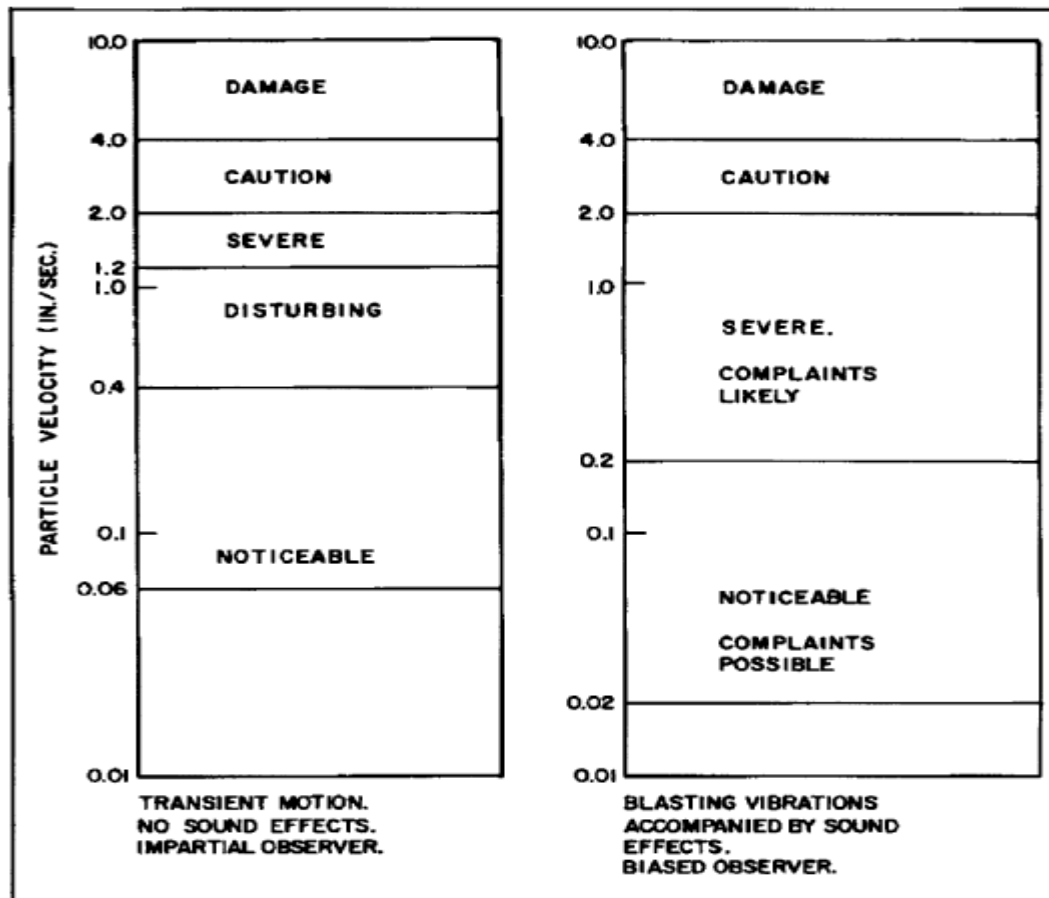 PARTICLE VELOCITY (IN./SEC.)
10.0
DAMAGE
4.0
CAUTION
2.0
SEVERE
1.2
1.0
DISTURBING
0.4
0.1
NOTICEABLE
0.06
0.01
TRANSIENT MOTION.
NO SOUND EFFECTS.
IMPARTIAL OBSERVER.
10.0
DAMAGE
4.0
CAUTION
2.0
1.0
SEVERE.
COMPLAINTS
LIKELY
0.2
0.1
NOTICEABLE
COMPLAINTS
POSSIBLE
0.02
0.01
BLASTING VIBRATIONS
ACCOMPANIED BY SOUND
EFFECTS.
BIASED OBSERVER.